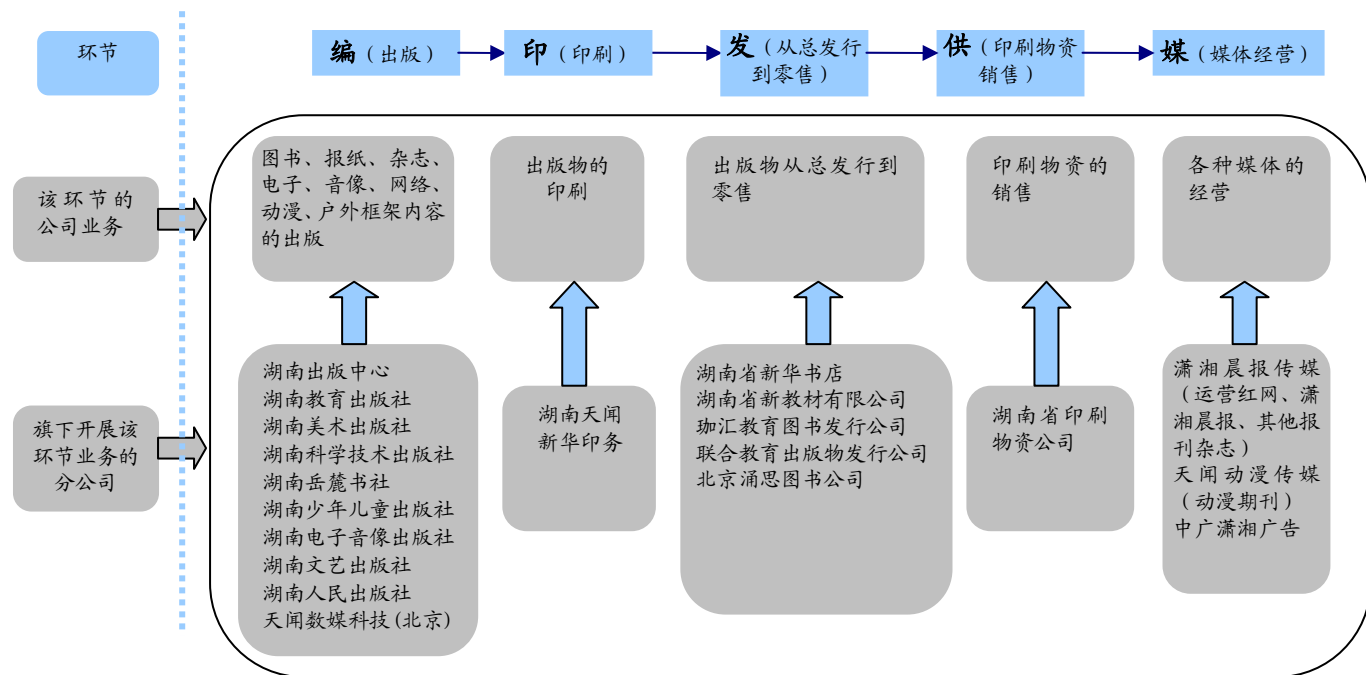 环节
编（出版）
印（印刷）
发（从总发行
到零售）
供（印刷物资
销售）
媒（媒体经营）
该环节的
公司业务
图书、报纸、杂志、
电子、音像、网络、
动漫、户外框架内容
的出版
出版物的
印刷
出版物从总发行到
零售
印刷物资的
销售
各种媒体的
经营
旗下开展该
环节业务的
分公司
湖南出版中心
湖南教育出版社
湖南美术出版社
湖南科学技术出版社
湖南岳麓书社
湖南少年儿童出版社
湖南电子音像出版社
湖南文艺出版社
湖南人民出版社
天闻数媒科技(北京)
湖南天闻
新华印务
湖南省新华书店
湖南省新教材有限公司
珈汇教育图书发行公司
联合教育出版物发行公司
北京涌思图书公司
湖南省印刷
物资公司
潇湘晨报传媒
（运营红网、潇
湘晨报、其他报
刊杂志）
天闻动漫传媒
（动漫期刊）
中广潇湘广告